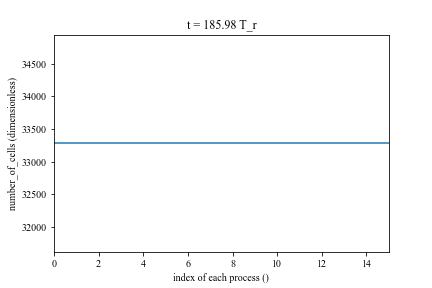 t = 185.98 T_r
34500
34000
33500
33000
32500
32000
number_of_cells (dimensionless)
0 2 4 6 8 10 12 14
index of each process ()